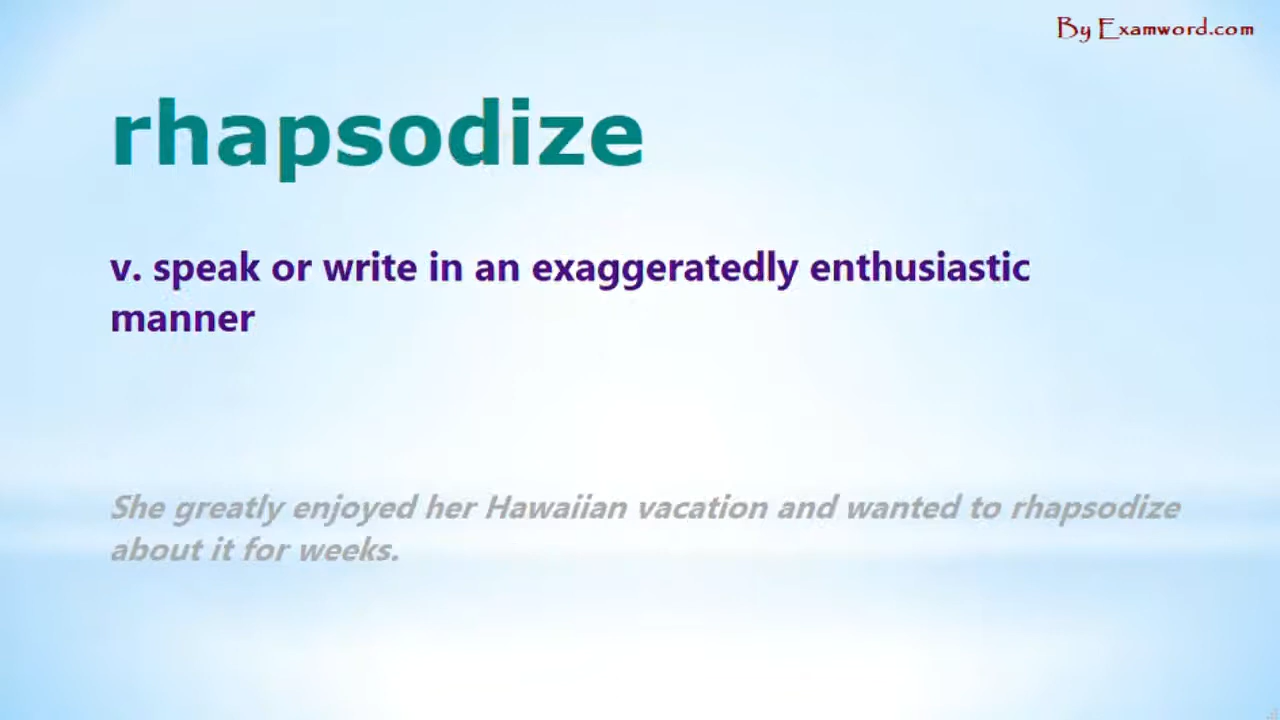 By Examword.com
rhapsodize
v. speak or write in an exaggeratedly enthusiastic
manner
She greatly enjoyed her Hawaiian vacation and wanted to rhapsodize
about it for weeks.